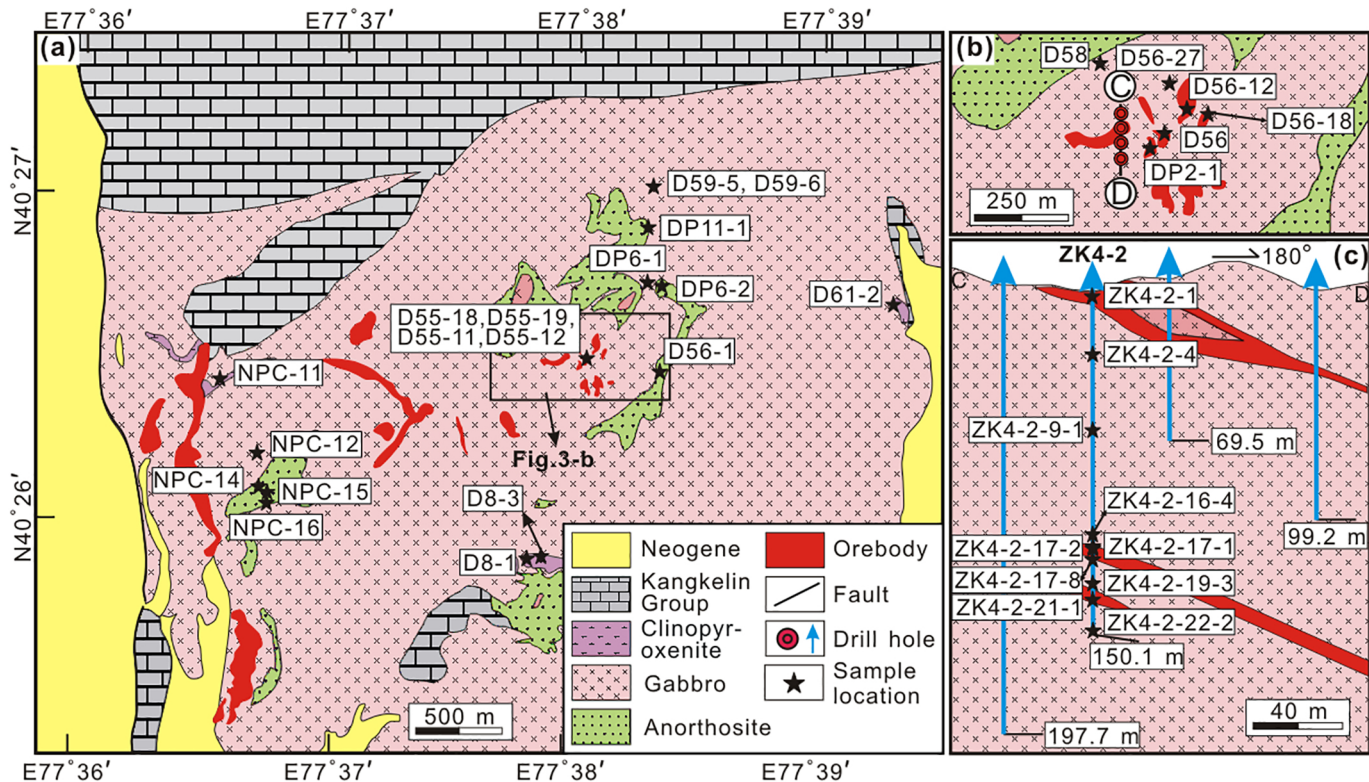 E77°36′
E77°37′
E77°38′
E77°39′
(a)
N40°27′
N40°26′
D59-5, D59-6
DP11-1
DP6-1
DP6-2
D61-2
D55-18, D55-19,
D55-11, D55-12
D56-1
NPC-11
NPC-12
NPC-14
NPC-15
NPC-16
Fig.3-b
D8-3
D8-1
500 m
Neogene
Kangkelin
Group
Clinopyr-
oxenite
Gabbro
Anorthosite
Orebody
Fault
Drill hole
Sample
location
E77°36′
E77°37′
E77°38′
E77°39′
(b)
D58
D56-27
C
D56-12
D56-18
D56
DP2-1
D
250 m
ZK4-2
180°
(c)
C
D
ZK4-2-1
ZK4-2-4
ZK4-2-9-1
69.5 m
ZK4-2-16-4
99.2 m
ZK4-2-17-2
ZK4-2-17-1
ZK4-2-17-8
ZK4-2-19-3
ZK4-2-21-1
ZK4-2-22-2
150.1 m
197.7 m
40 m